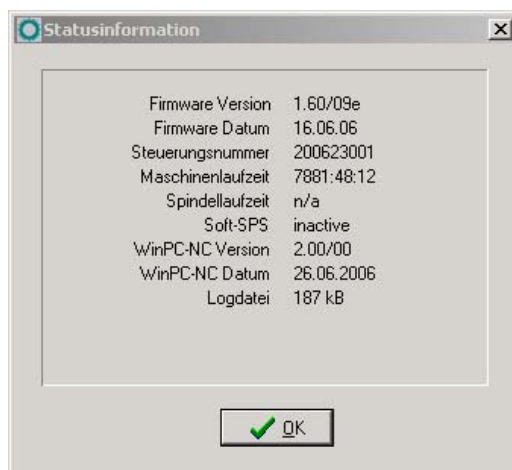 Statusinformation
Firmware Version 1.60/09e
Firmware Datum 16.06.06
Steuerungsnummer 200623001
Maschinenlaufzeit 7881:48:12
Spindellaufzeit n/a
Soft-SPS inactive
WinPC-NC Version 2.00/00
WinPC-NC Datum 26.06.2006
Logdatei 187 kB
OK